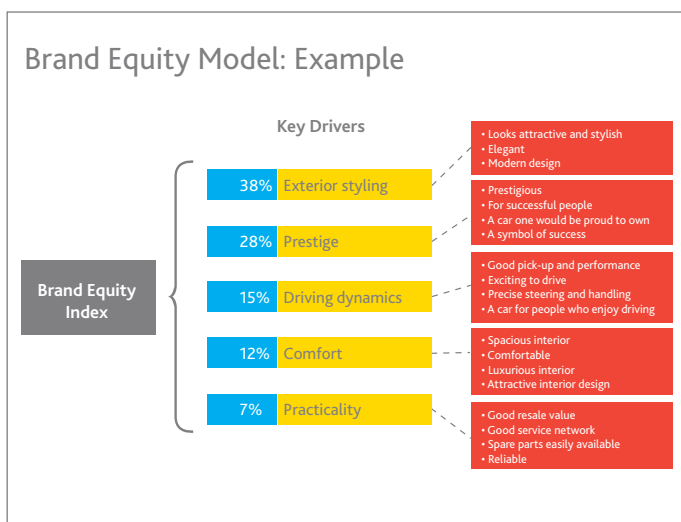 Brand Equity Model: Example
Key Drivers
Brand Equity
Index
38% Exterior styling
• Looks attractive and stylish
• Elegant
• Modern design
28% Prestige
• Prestigious
• For successful people
• A car one would be proud to own
• A symbol of success
15% Driving dynamics
• Good pick-up and performance
• Exciting to drive
• Precise steering and handling
• A car for people who enjoy driving
12% Comfort
• Spacious interior
• Comfortable
• Luxurious interior
• Attractive interior design
7% Practicality
• Good resale value
• Good service network
• Spare parts easily available
• Reliable